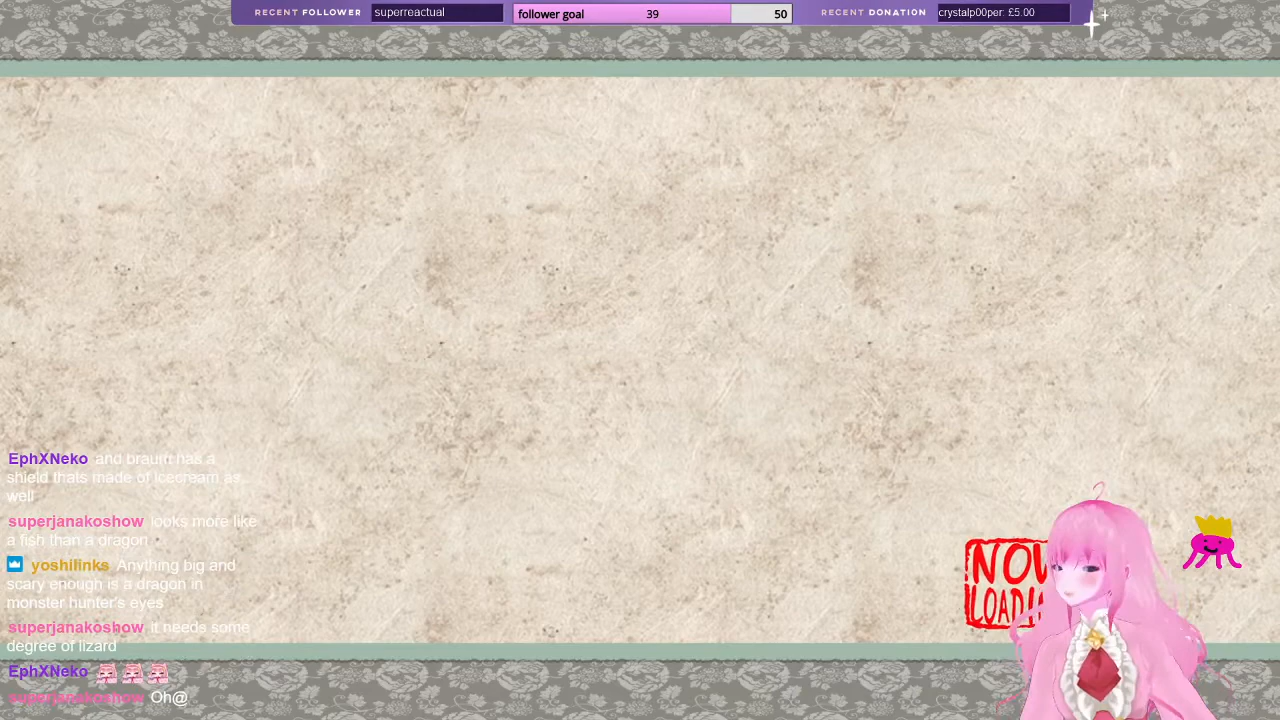 RECENT FOLLOWER superreactual follower goal 39 50 RECENT DONATION crystalp00per: £5.00
EphXNeko and braum has a
shield thats made of icecream as
well
superjanakoshow looks more like
a fish than a dragon
yoshilinks Anything big and
scary enough is a dragon in
monster hunter's eyes
superjanakoshow it needs some
degree of lizard
EphXNeko
superjanakoshow Oh@
NOW